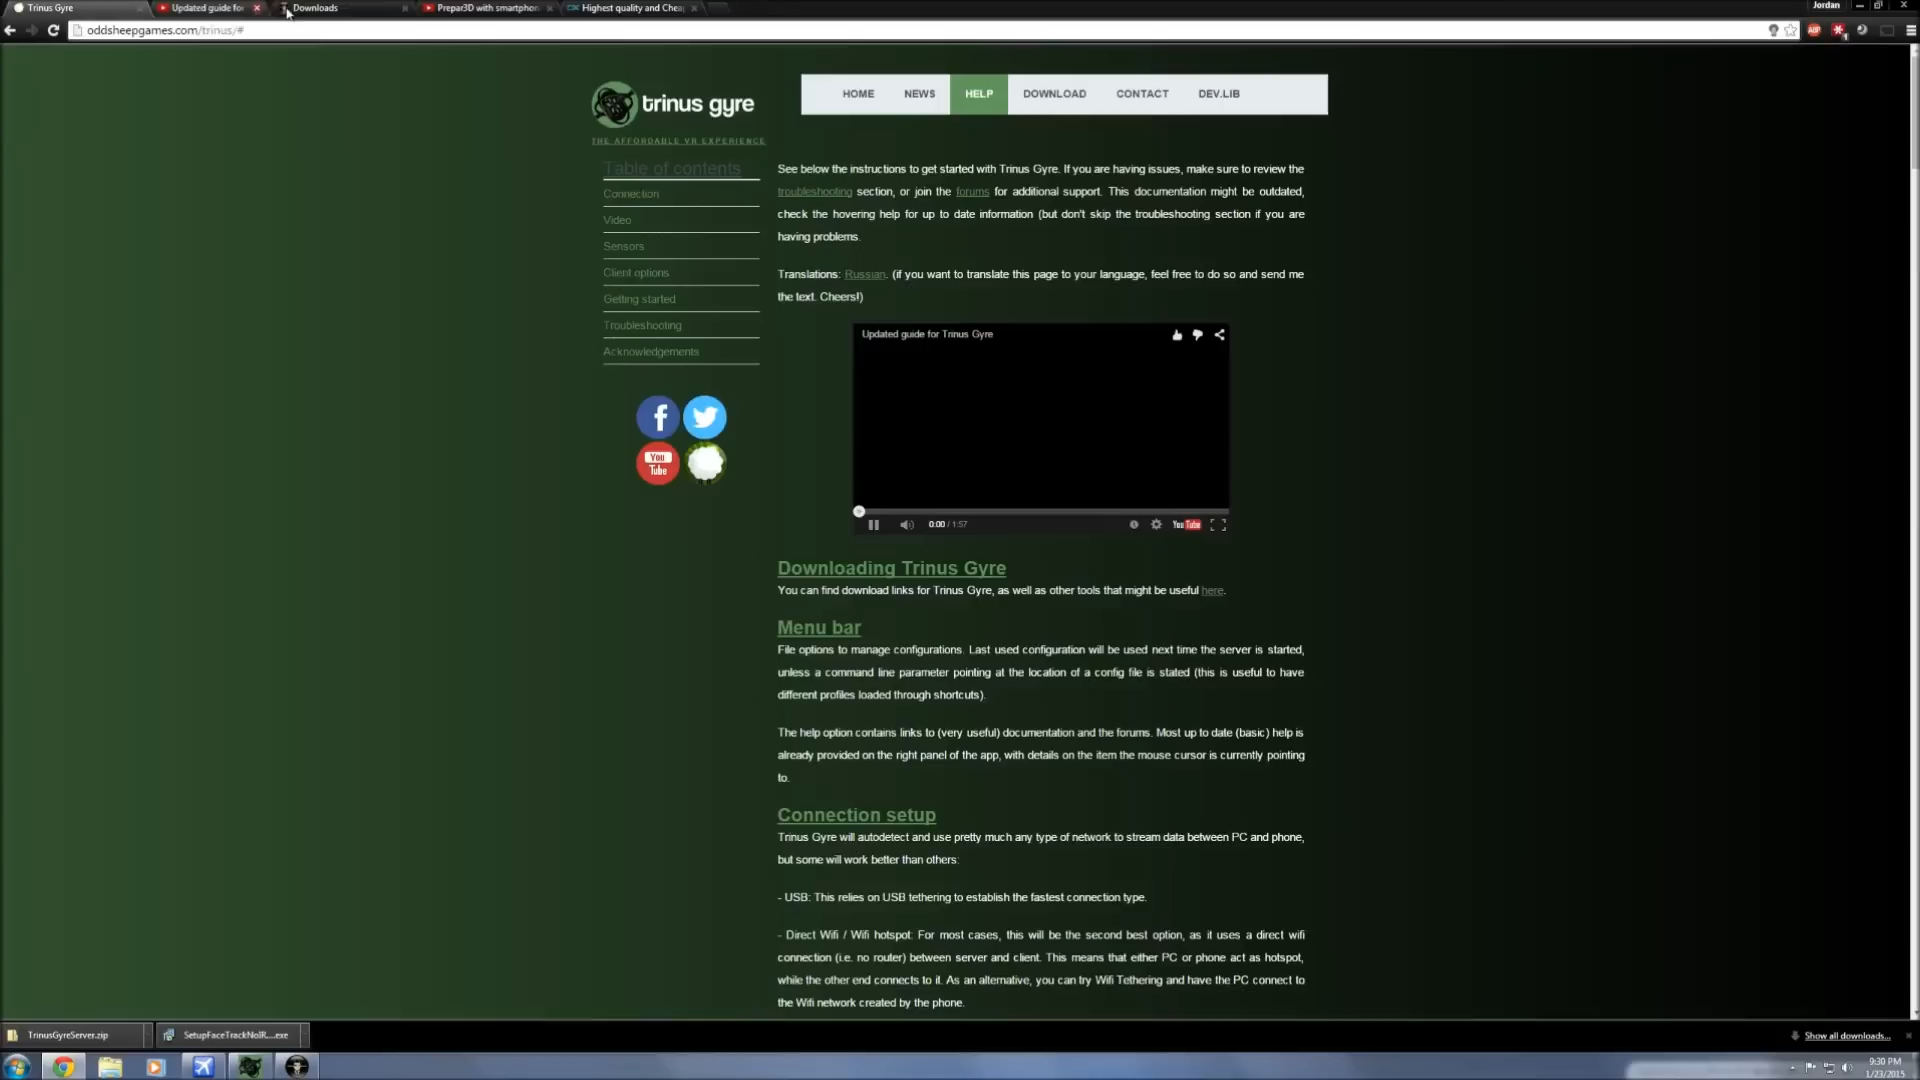 Trinus Gyre
Updated guide for
Downloads
Prepar3D with smartphon
Highest quality and Chea
Jordan
oddsheepgames.com/trinus/#
ABP
trinus gyre
THE AFFORDABLE VR EXPERIENCE
HOME NEWS HELP DOWNLOAD CONTACT DEV.LIB
Table of contents
Connection
Video
Sensors
Client options
Getting started
Troubleshooting
Acknowledgements
You
Tube
See below the instructions to get started with Trinus Gyre. If you are having issues, make sure to review the
troubleshooting section, or join the forums for additional support. This documentation might be outdated,
check the hovering help for up to date information (but don't skip the troubleshooting section if you are
having problems.
Translations: Russian. (if you want to translate this page to your language, feel free to do so and send me
the text. Cheers!)
Updated guide for Trinus Gyre
0:00 / 1:57
YouTube
Downloading Trinus Gyre
You can find download links for Trinus Gyre, as well as other tools that might be useful here.
Menu bar
File options to manage configurations. Last used configuration will be used next time the server is started,
unless a command line parameter pointing at the location of a config file is stated (this is useful to have
different profiles loaded through shortcuts).
The help option contains links to (very useful) documentation and the forums. Most up to date (basic) help is
already provided on the right panel of the app, with details on the item the mouse cursor is currently pointing
to.
Connection setup
Trinus Gyre will autodetect and use pretty much any type of network to stream data between PC and phone,
but some will work better than others:
- USB: This relies on USB tethering to establish the fastest connection type.
- Direct Wifi / Wifi hotspot: For most cases, this will be the second best option, as it uses a direct wifi
connection (i.e. no router) between server and client. This means that either PC or phone act as hotspot,
while the other end connects to it. As an alternative, you can try Wifi Tethering and have the PC connect to
the Wifi network created by the phone.
TrinusGyreServer.zip
SetupFaceTrackNoIR....exe
Show all downloads...
9:30 PM
1/23/2015